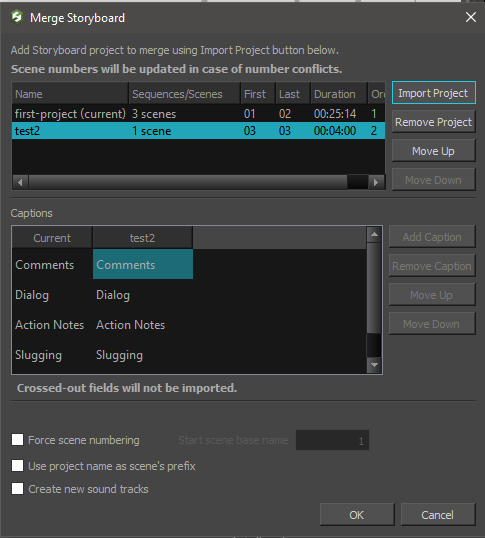 Merge Storyboard
Add Storyboard project to merge using Import Project button below.
Scene numbers will be updated in case of number conflicts.
Name Sequences/Scenes First Last Duration Orc
first-project (current) 3 scenes 01 02 00:25:14 1
test2 1 scene 03 03 00:04:00 2
Import Project
Remove Project
Move Up
Move Down
Captions
Current test2
Comments Comments
Dialog Dialog
Action Notes Action Notes
Slugging Slugging
Add Caption
Remove Caption
Move Up
Move Down
Crossed-out fields will not be imported.
Force scene numbering Start scene base name 1
Use project name as scene's prefix
Create new sound tracks
OK Cancel